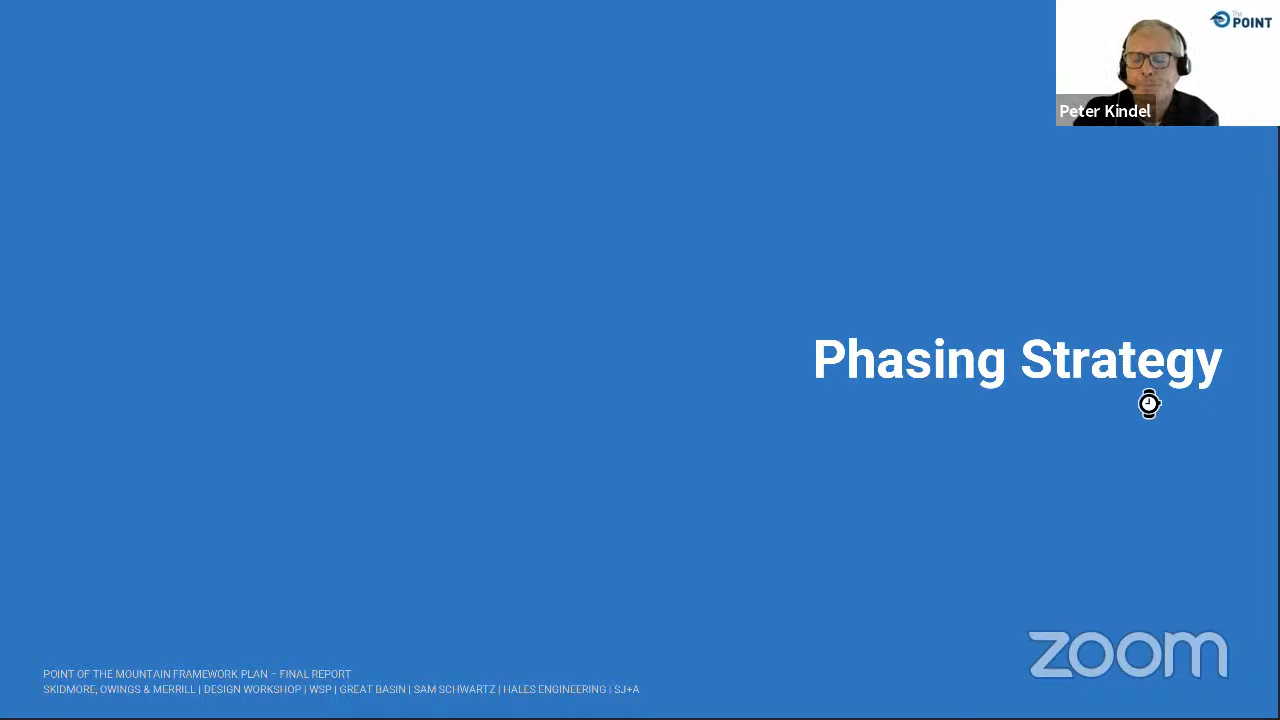 The
POINT
Peter Kindel
Phasing Strategy
zoom
POINT OF THE MOUNTAIN FRAMEWORK PLAN – FINAL REPORT
SKIDMORE, OWINGS & MERRILL | DESIGN WORKSHOP | WSP | GREAT BASIN | SAM SCHWARTZ | HALES ENGINEERING | SJ+A